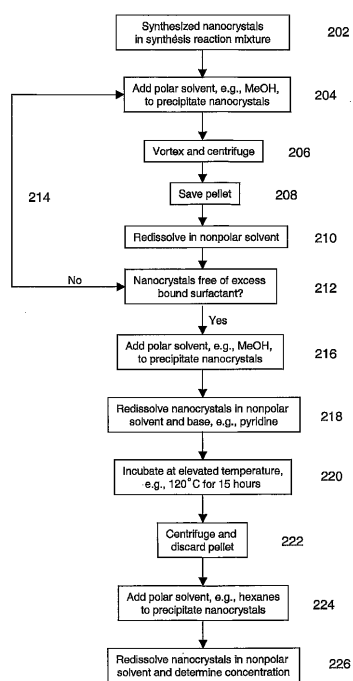 Synthesized nanocrystals
in synthésis reaction mixture
202
Add polar solvent, e.g., MeOH,
to precipitate nanocrystals
204
Vortex and centrifuge
206
214
Save pellet
208
Redissolve in nonpolar solvent
210
No
Nanocrystals free of excess
bound surfactant?
212
Yes
Add polar solvent, e.g., MeOH,
to precipitate nanocrystals
216
Redissolve nanocrystals in nonpolar
solvent and base, e.g., pyridine
218
Incubate at elevated temperature,
e.g., 120°C for 15 hours
220
Centrifuge and
discard pellet
222
Add polar solvent, e.g., hexanes
to precipitate nanocrystals
224
Redissolve nanocrystals in nonpolar
solvent and determine concentration
226